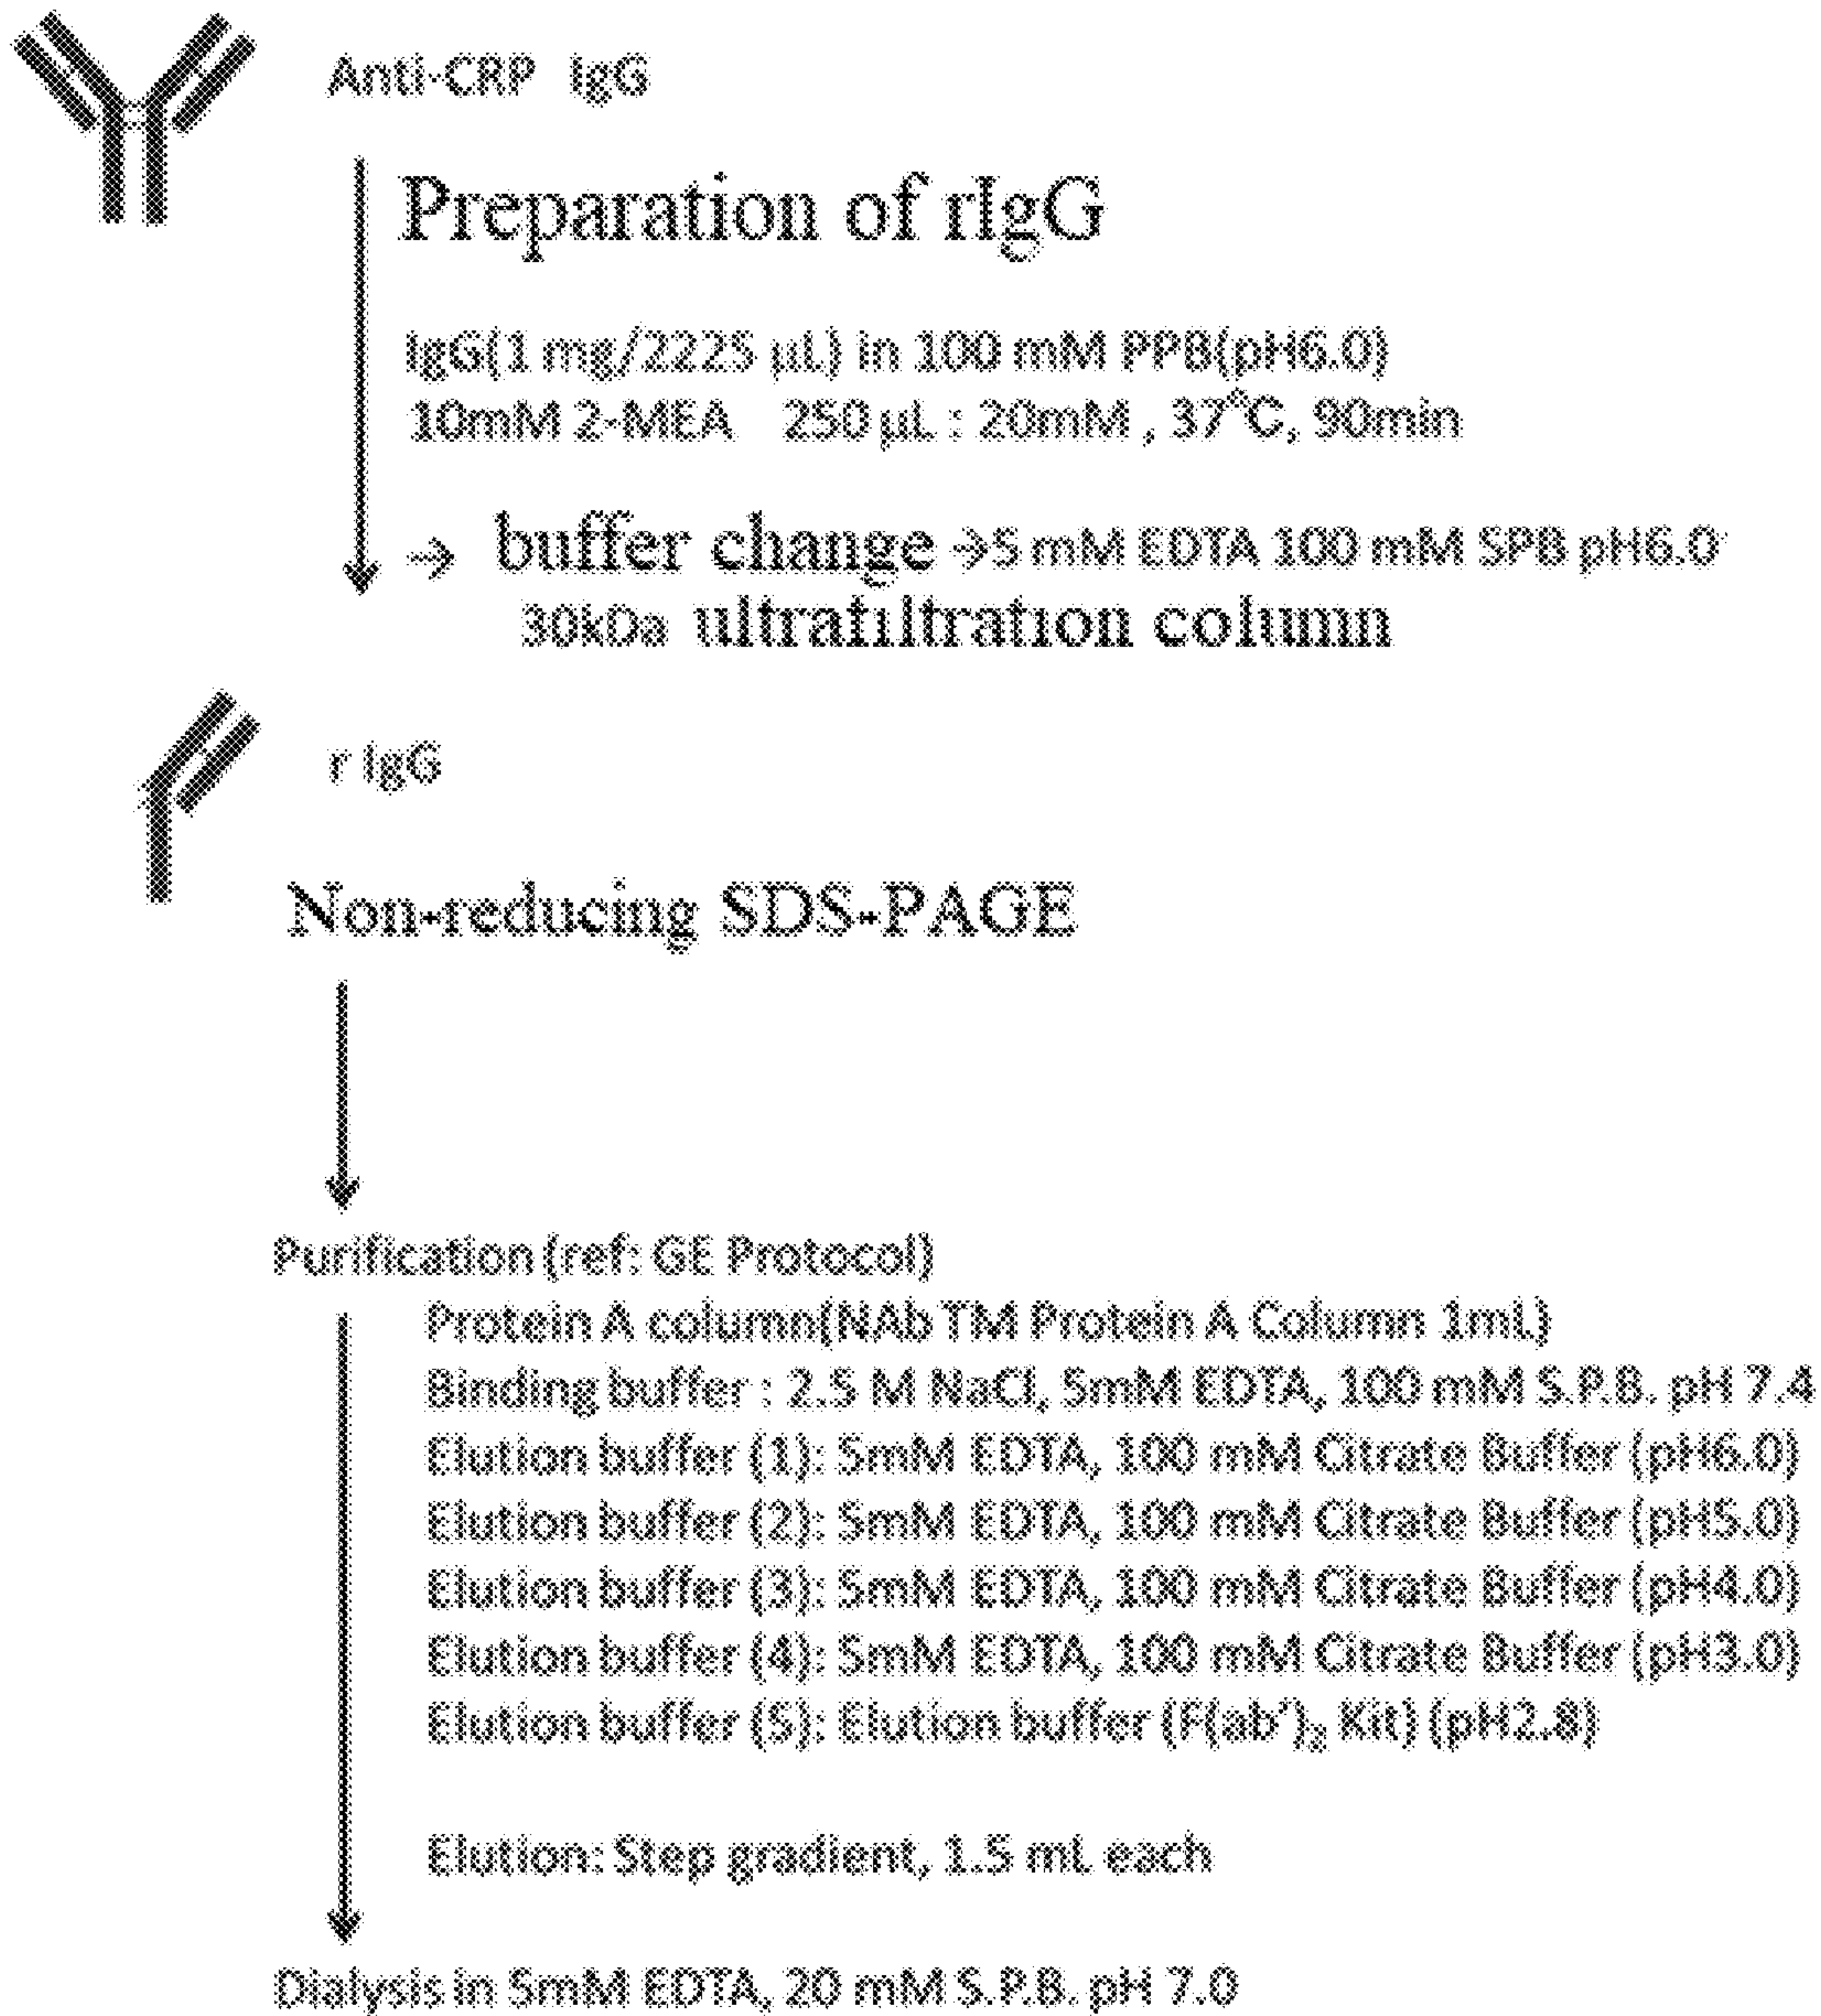 Anti-CRP IgG
Preparation of rIgG
IgG(1 mg/2225 µL) in 100 mM PPB(pH6.0)
10mM 2-MEA 250 µL : 20mM , 37°C, 90min
→ buffer change →5 mM EDTA 100 mM SPB pH6.0
30kDa ultrafiltration column
r IgG
Non-reducing SDS-PAGE
Purification (ref: GE Protocol)
Protein A column(NAb TM Protein A Column 1mL)
Binding buffer : 2.5 M NaCl, 5mM EDTA, 100 mM S.P.B. pH 7.4
Elution buffer (1): 5mM EDTA, 100 mM Citrate Buffer (pH6.0)
Elution buffer (2): 5mM EDTA, 100 mM Citrate Buffer (pH5.0)
Elution buffer (3): 5mM EDTA, 100 mM Citrate Buffer (pH4.0)
Elution buffer (4): 5mM EDTA, 100 mM Citrate Buffer (pH3.0)
Elution buffer (5): Elution buffer (F(ab’)₂ Kit) (pH2.8)
Elution: Step gradient, 1.5 mL each
Dialysis in 5mM EDTA, 20 mM S.P.B. pH 7.0